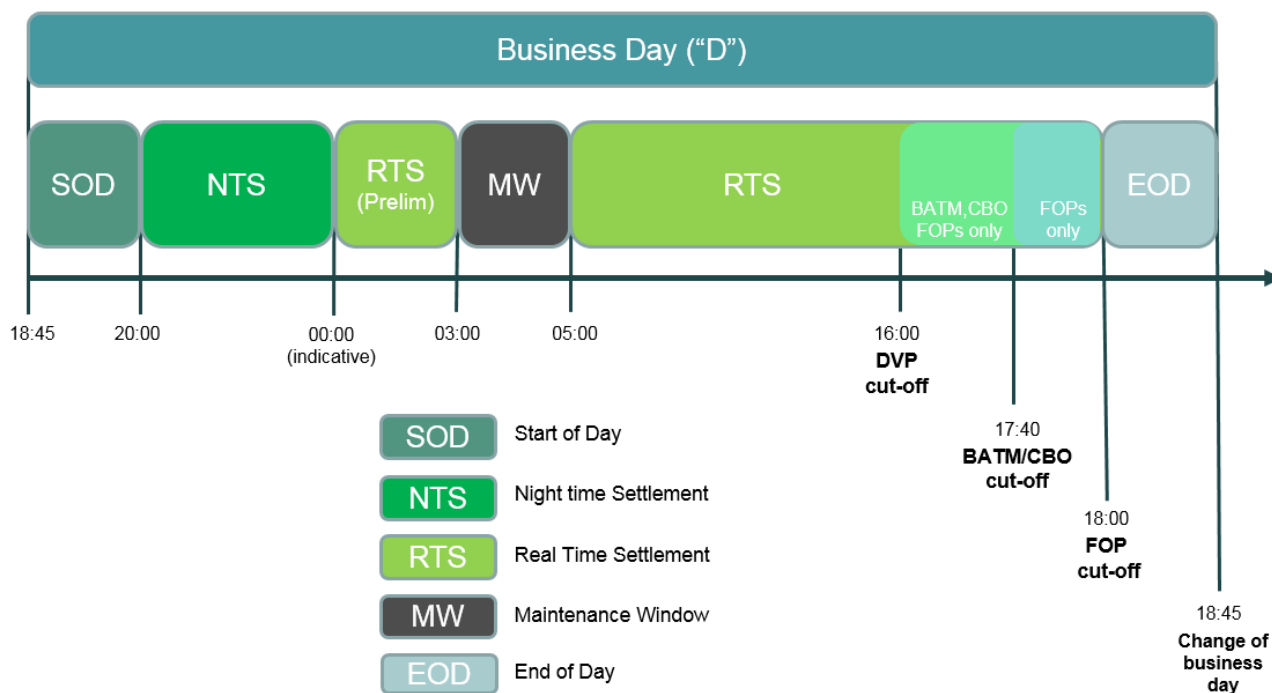 Business Day (“D”)
SOD
NTS
RTS
(Prelim)
MW
RTS
BATM,CBO
FOPs only
FOPs
only
EOD
18:45
20:00
00:00
(indicative)
03:00
05:00
16:00
DVP
cut-off
17:40
BATM/CBO
cut-off
18:00
FOP
cut-off
18:45
Change of
business
day
SOD
Start of Day
NTS
Night time Settlement
RTS
Real Time Settlement
MW
Maintenance Window
EOD
End of Day